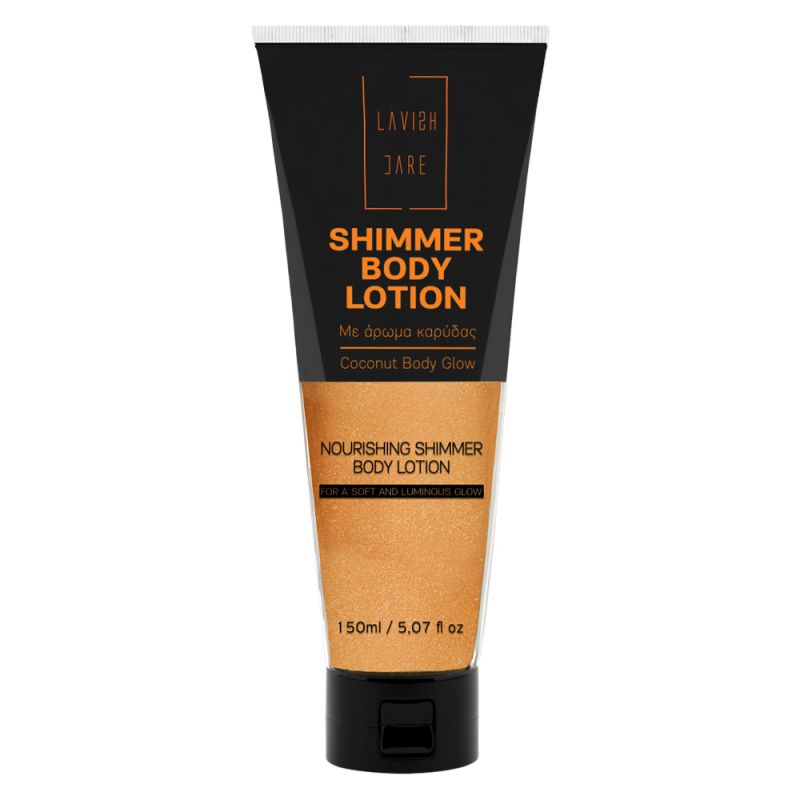 LAVISH
CARE
SHIMMER
BODY
LOTION
Με άρωμα καρύδας
Coconut Body Glow
NOURISHING SHIMMER
BODY LOTION
FOR A SOFT AND LUMINOUS GLOW
150ml / 5,07 fl oz